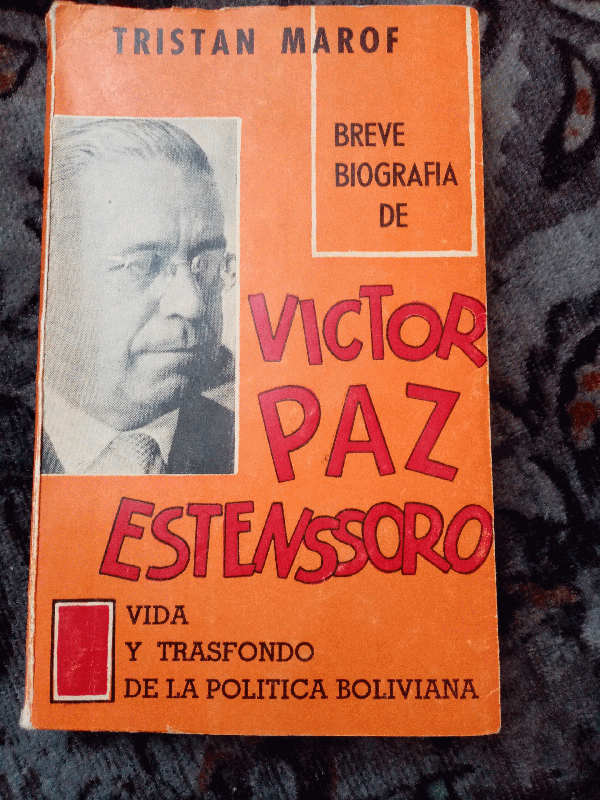 TRISTAN MAROF
BREVE
BIOGRAFIA
DE
VICTOR
PAZ
ESTENSSORO
VIDA
Y TRASFONDO
DE LA POLITICA BOLIVIANA